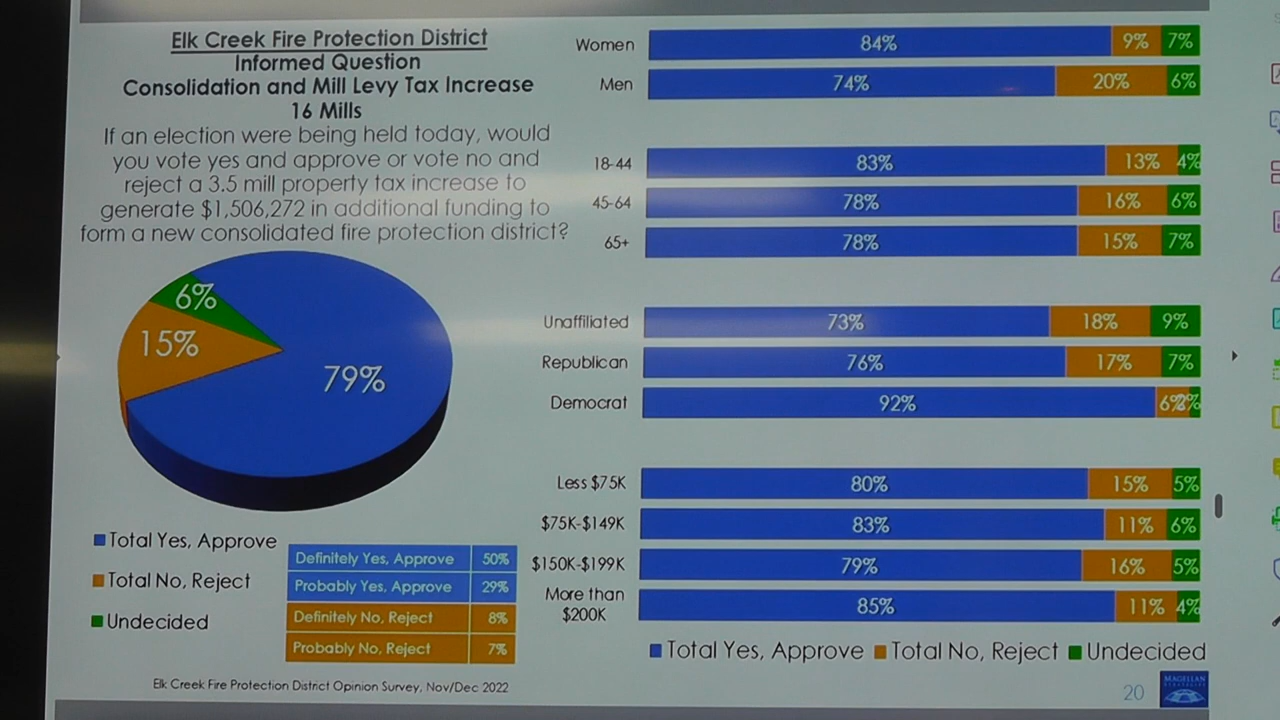 Elk Creek Fire Protection District
Informed Question
Consolidation and Mill Levy Tax Increase
16 Mills
If an election were being held today, would
you vote yes and approve or vote no and
reject a 3.5 mill property tax increase to
generate $1,506,272 in additional funding to
form a new consolidated fire protection district?
6%
15%
79%
Total Yes, Approve
Total No, Reject
Undecided
Definitely Yes, Approve 50%
Probably Yes, Approve 29%
Definitely No, Reject 8%
Probably No, Reject 7%
Elk Creek Fire Protection District Opinion Survey, Nov/Dec 2022
Women 84% 9% 7%
Men 74% 20% 6%
18-44 83% 13% 4%
45-64 78% 16% 6%
65+ 78% 15% 7%
Unaffiliated 73% 18% 9%
Republican 76% 17% 7%
Democrat 92% 6% 2%
Less $75K 80% 15% 5%
$75K-$149K 83% 11% 6%
$150K-$199K 79% 16% 5%
More than
$200K 85% 11% 4%
Total Yes, Approve Total No, Reject Undecided
20
MAGELLAN
STRATEGIES